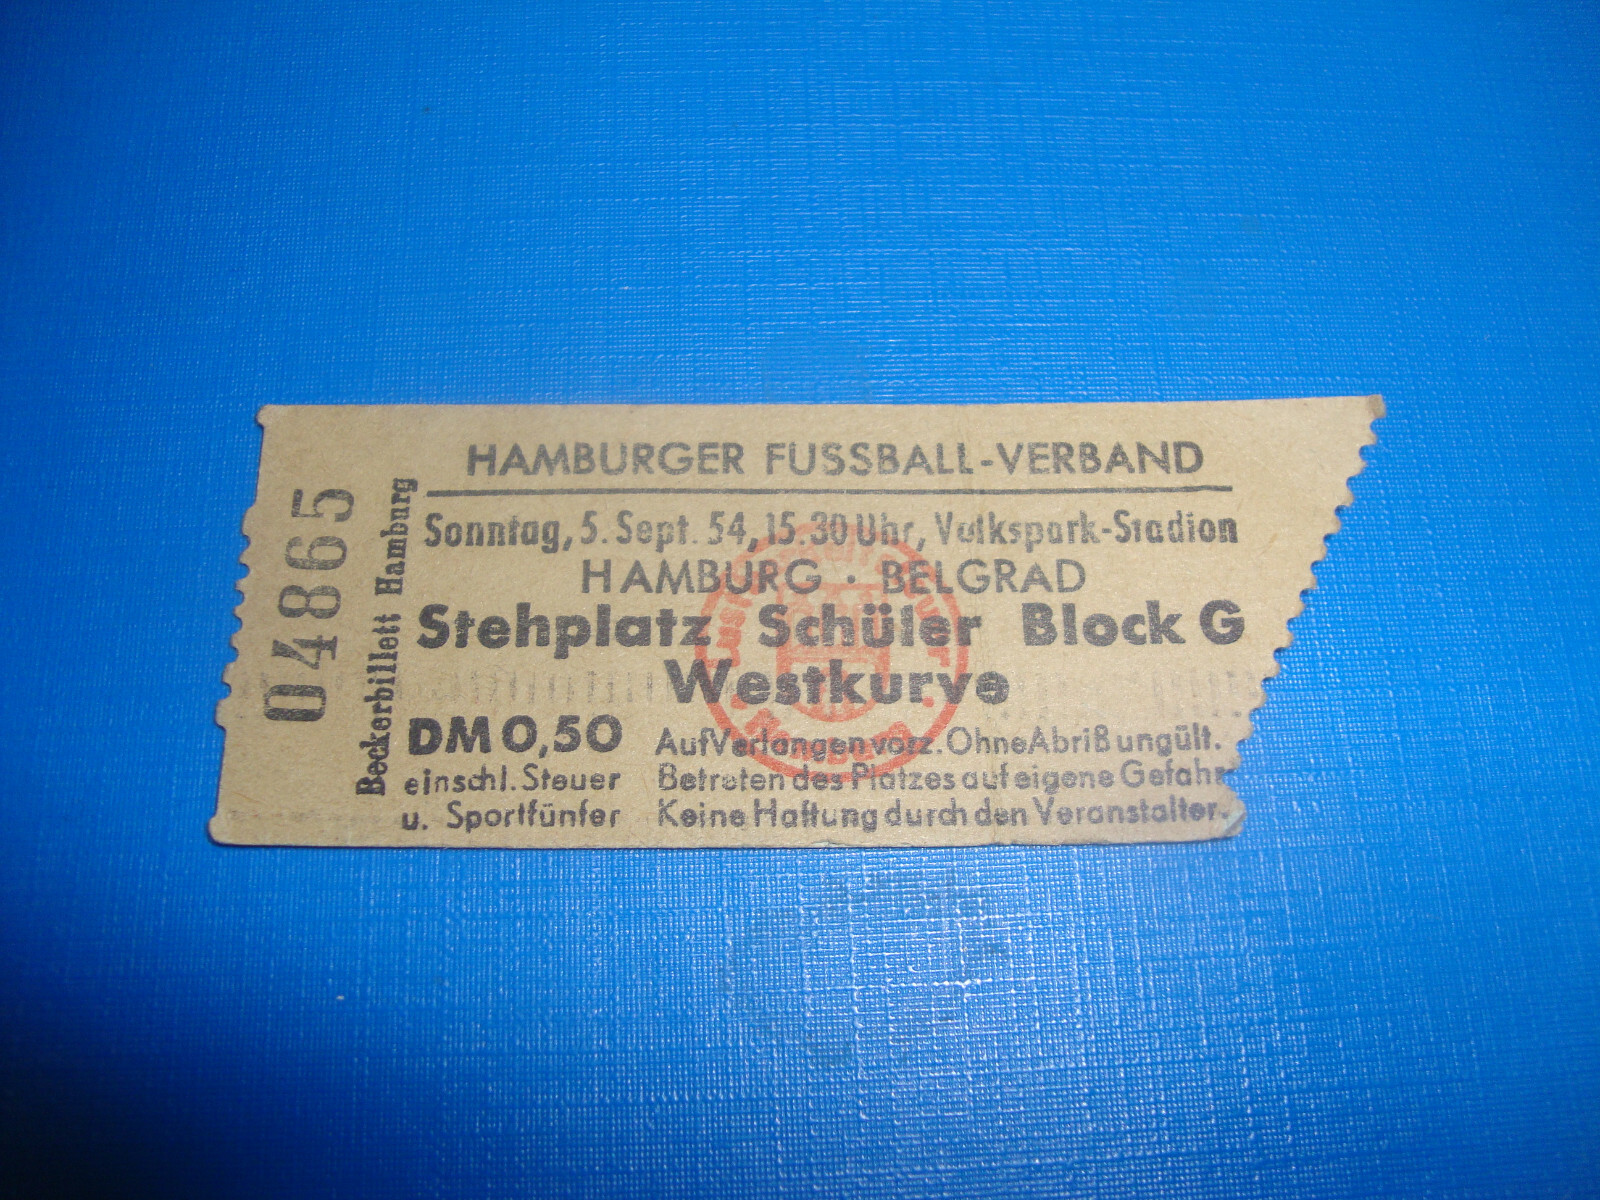 HAMBURGER FUSSBALL-VERBAND
Sonntag, 5. Sept. 54, 15.30 Uhr, Volkspark-Stadion
HAMBURG · BELGRAD
Stehplatz Schüler Block G
Westkurve
DM 0,50
einschl. Steuer
u. Sportfünfer
Auf Verlangen vorz. Ohne Abriß ungült.
Betreten des Platzes auf eigene Gefahr
Keine Haftung durch den Veranstalter.
04865
Beckerbillett Hamburg